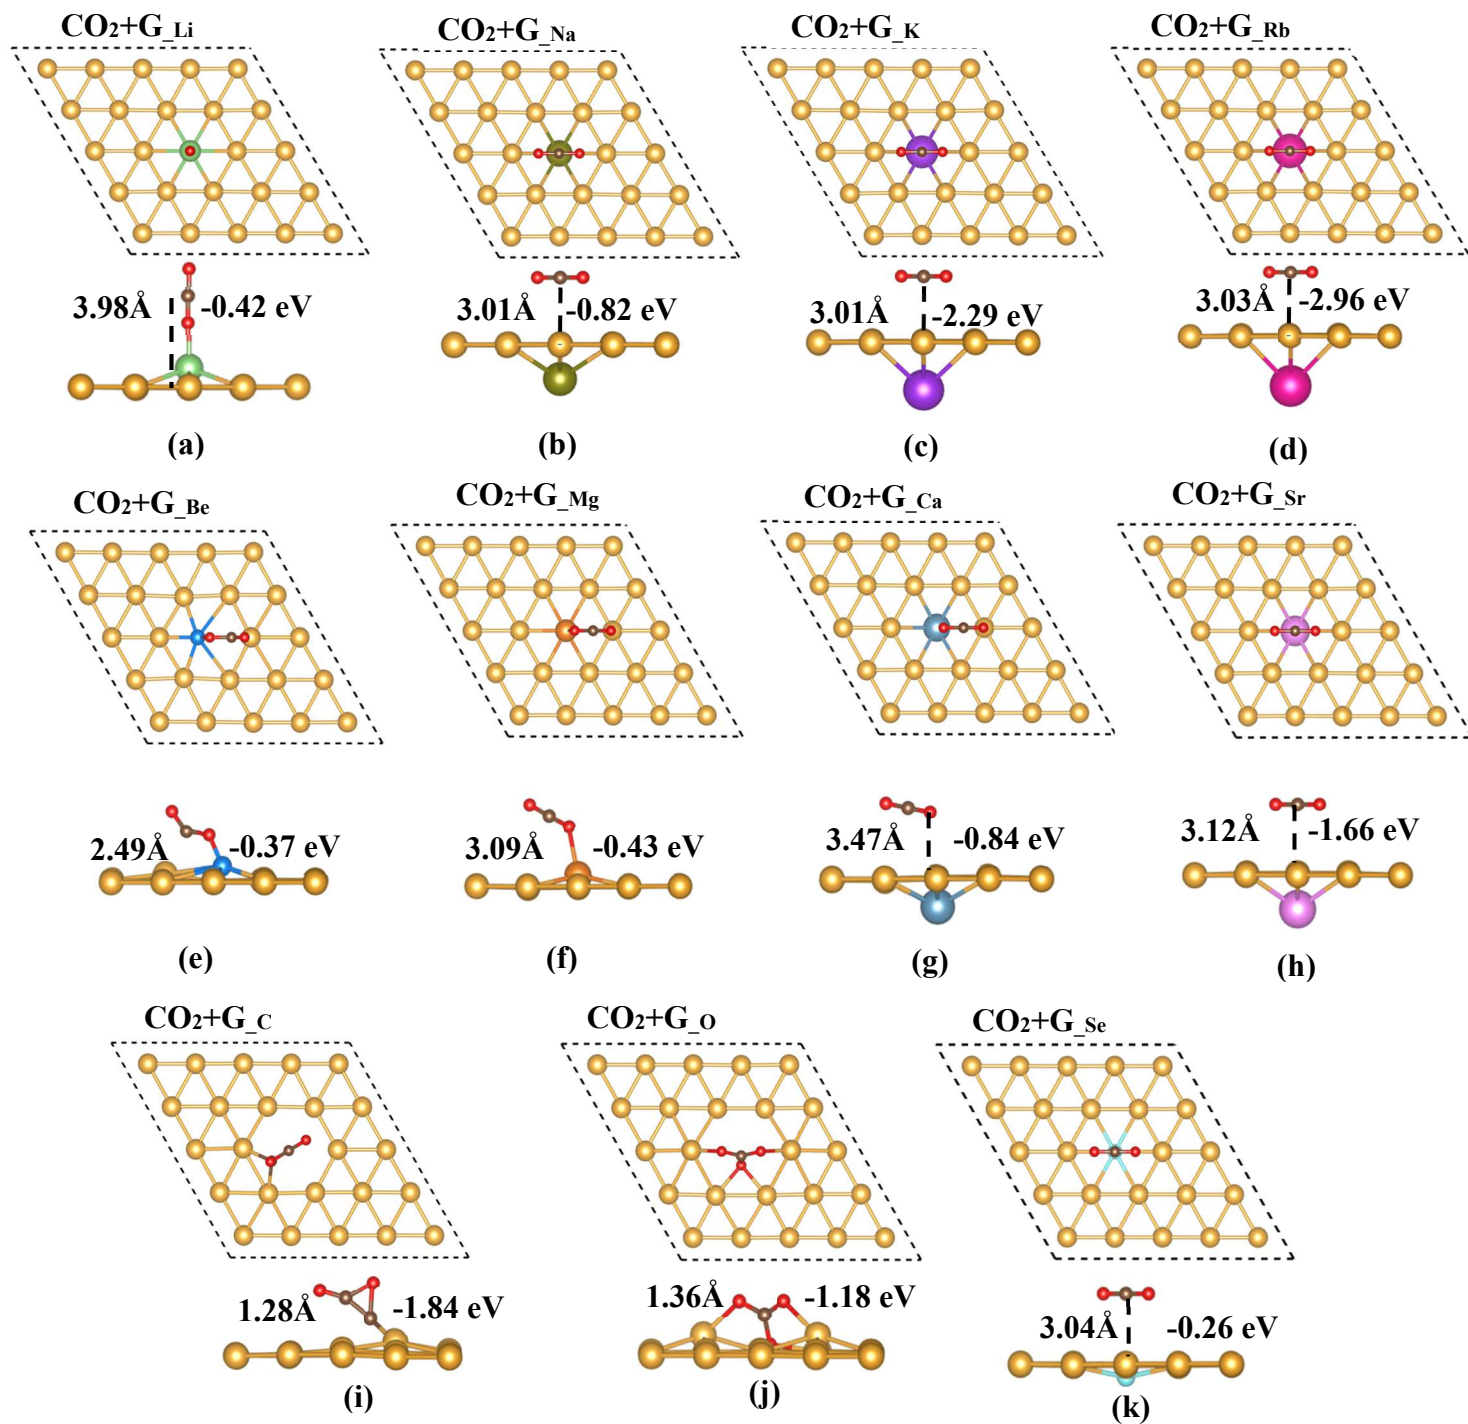 CO₂+G_Li
CO₂+G_Na
CO₂+G_K
CO₂+G_Rb
3.98Å -0.42 eV
3.01Å -0.82 eV
3.01Å -2.29 eV
3.03Å -2.96 eV
(a)
(b)
(c)
(d)
CO₂+G_Be
CO₂+G_Mg
CO₂+G_Ca
CO₂+G_Sr
2.49Å -0.37 eV
3.09Å -0.43 eV
3.47Å -0.84 eV
3.12Å -1.66 eV
(e)
(f)
(g)
(h)
CO₂+G_C
CO₂+G_O
CO₂+G_Se
1.28Å -1.84 eV
1.36Å -1.18 eV
3.04Å -0.26 eV
(i)
(j)
(k)